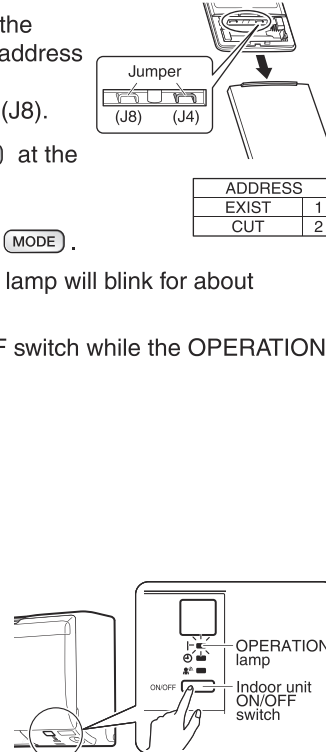 the
address
Jumper
(J8) (J4)
(J8).
at the
ADDRESS
EXIST 1
CUT 2
MODE .
lamp will blink for about
F switch while the OPERATION
OPERATION
lamp
ON/OFF
Indoor unit
ON/OFF
switch